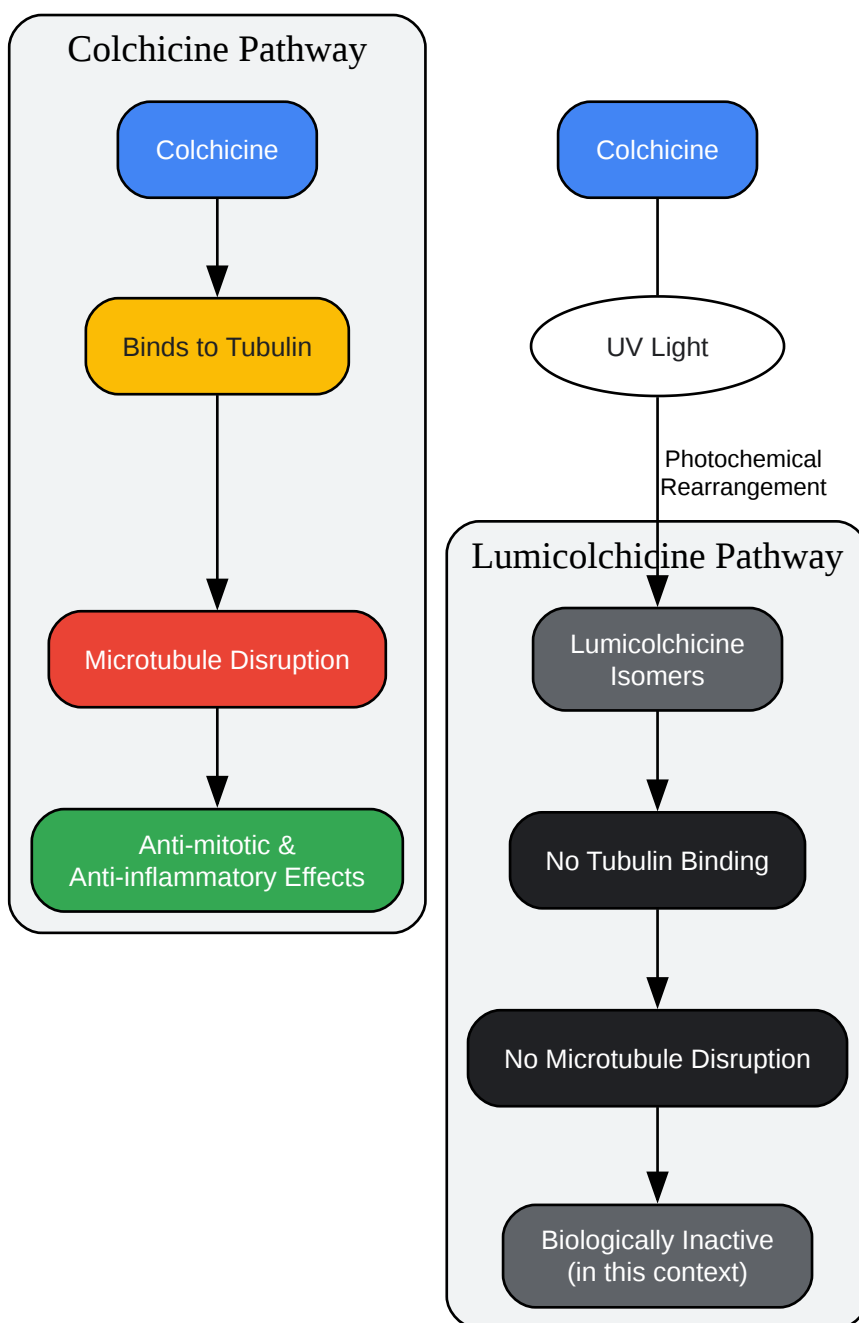 Colchicine Pathway
Colchicine
Binds to Tubulin
Microtubule Disruption
Anti-mitotic &
Anti-inflammatory Effects
Colchicine
UV Light
Photochemical
Rearrangement
Lumicolchicine Pathway
Lumicolchicine
Isomers
No Tubulin Binding
No Microtubule Disruption
Biologically Inactive
(in this context)